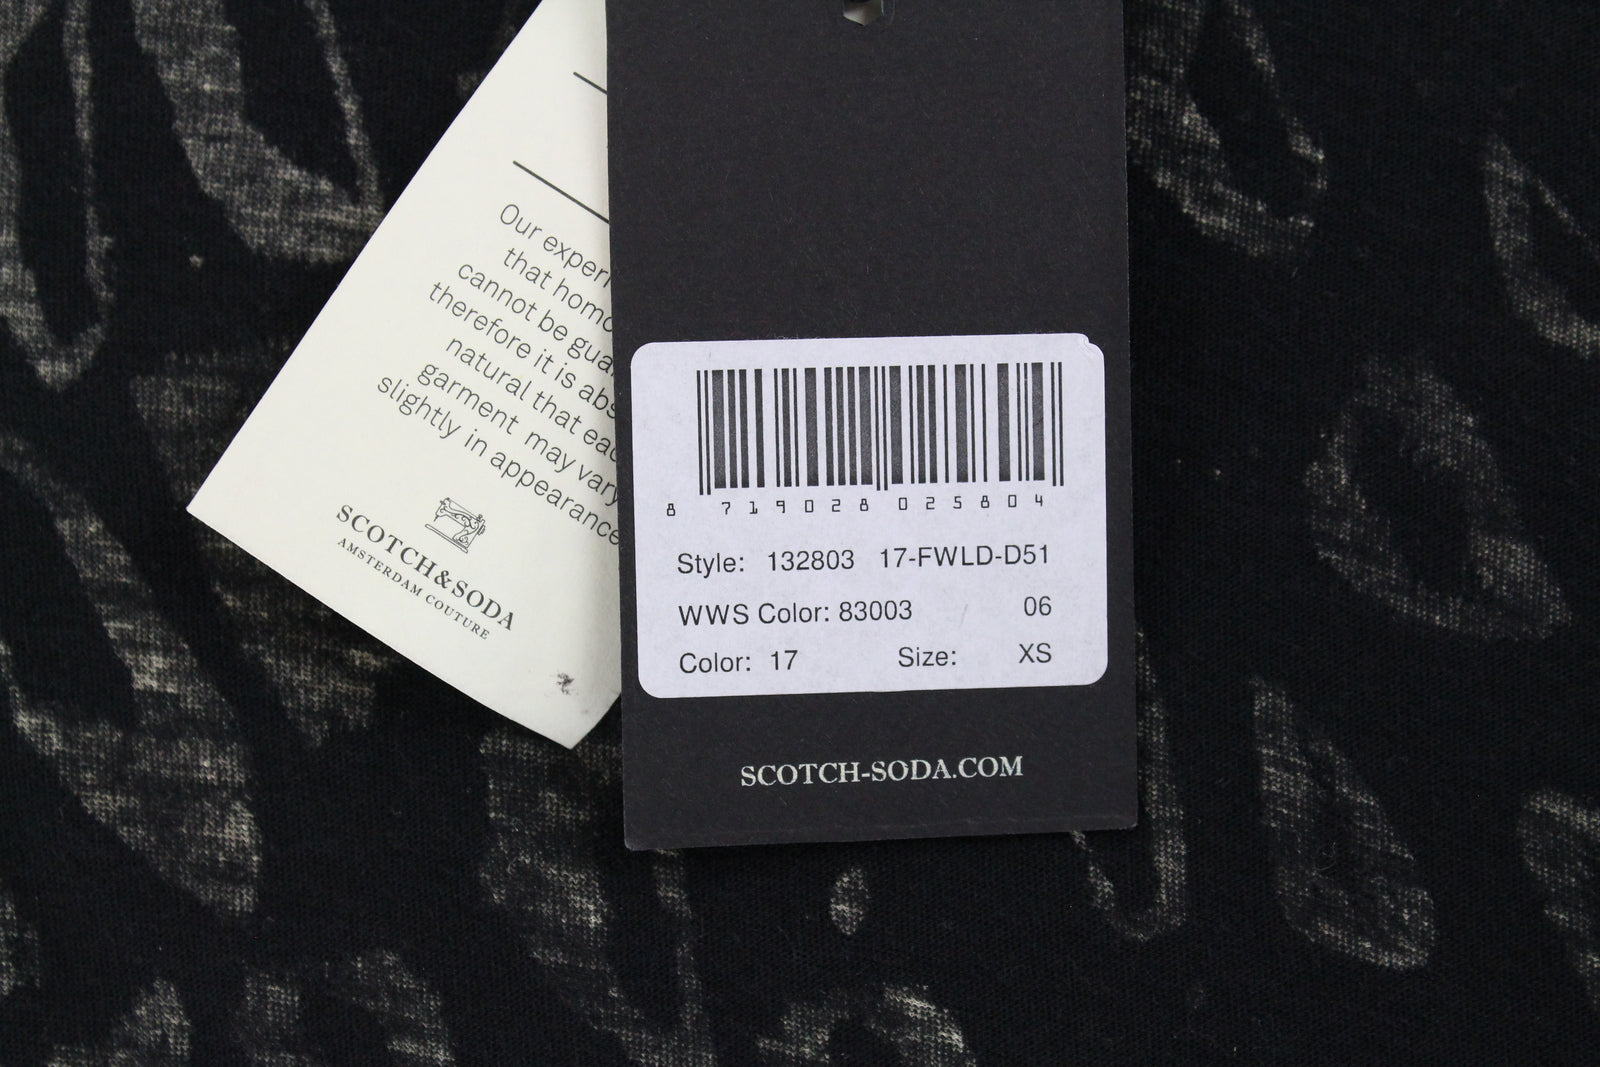 Our experi
that homo
cannot be gua
therefore it is abs
natural that eac
garment may vary
slightly in appearance
SCOTCH&SODA
AMSTERDAM COUTURE
8 719028 025804
Style: 132803 17-FWLD-D51
WWS Color: 83003 06
Color: 17 Size: XS
SCOTCH-SODA.COM